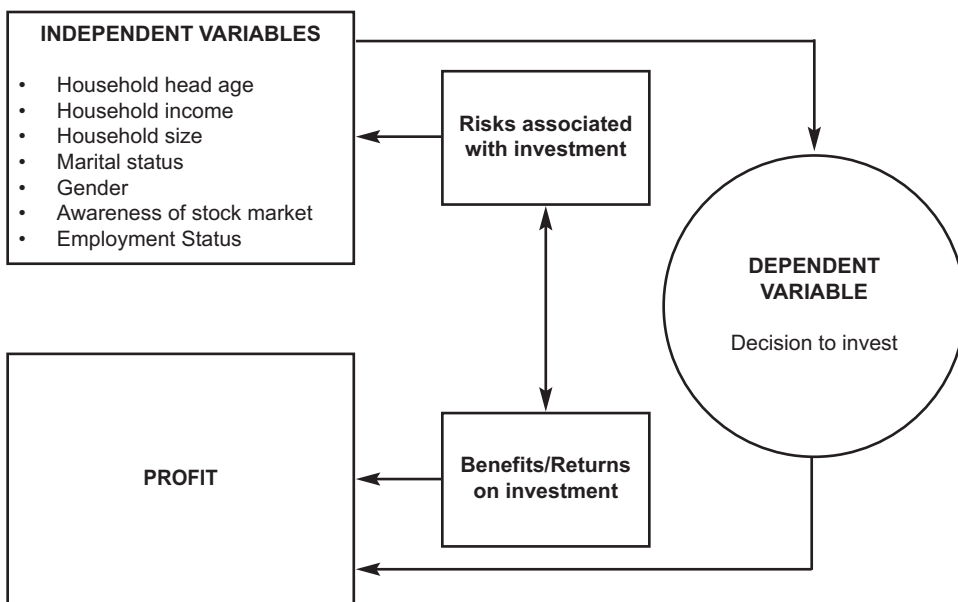 INDEPENDENT VARIABLES
• Household head age
• Household income
• Household size
• Marital status
• Gender
• Awareness of stock market
• Employment Status
Risks associated
with investment
DEPENDENT
VARIABLE
Decision to invest
PROFIT
Benefits/Returns
on investment